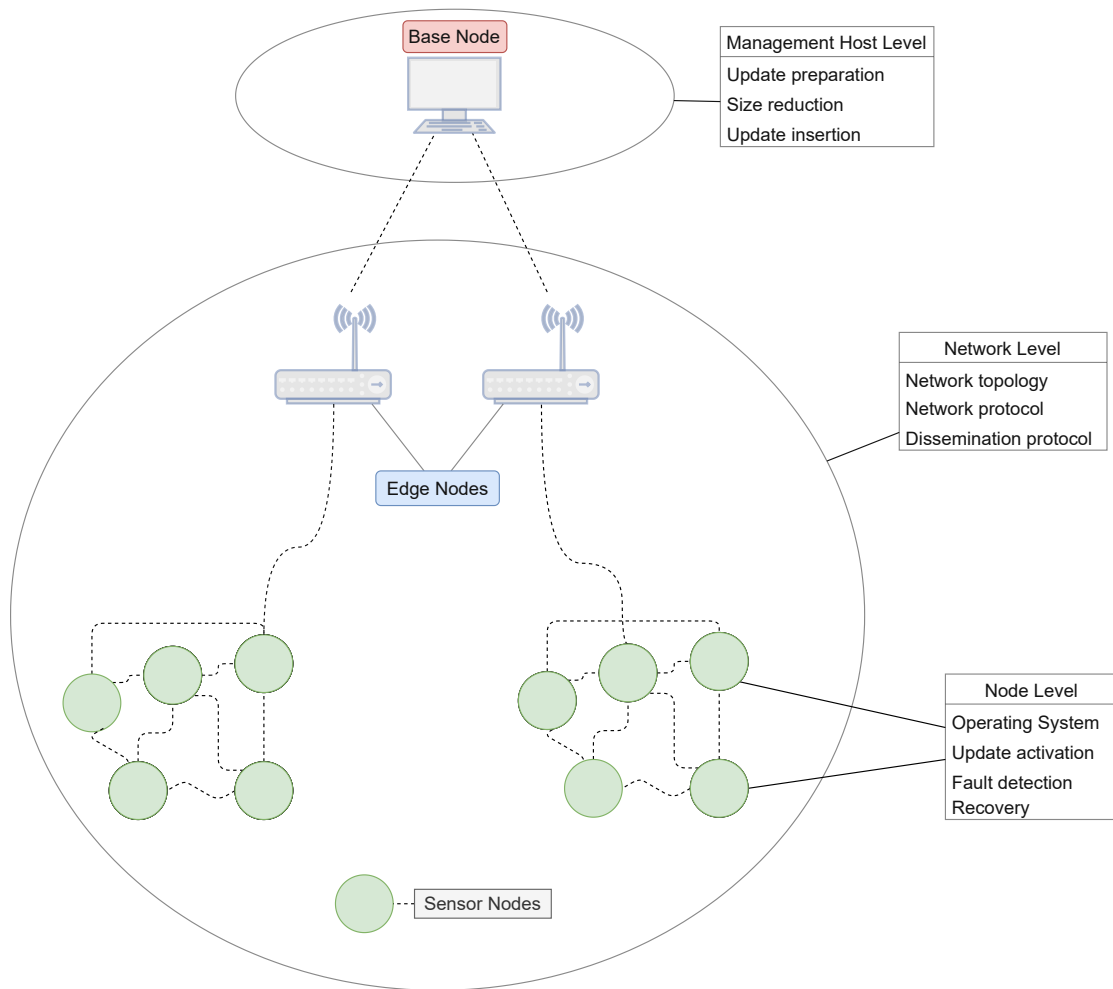 Base Node
Management Host Level
Update preparation
Size reduction
Update insertion
Network Level
Network topology
Network protocol
Dissemination protocol
Edge Nodes
Node Level
Operating System
Update activation
Fault detection
Recovery
Sensor Nodes